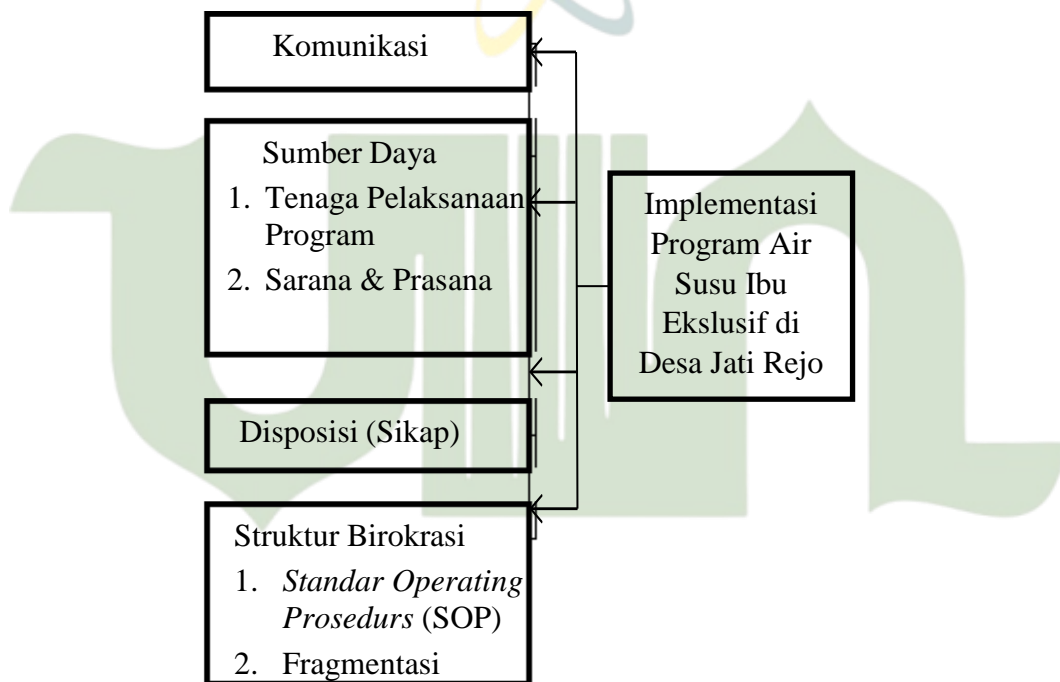 Komunikasi
Sumber Daya
1. Tenaga Pelaksanaan
Program
2. Sarana & Prasana
Implementasi
Program Air
Susu Ibu
Ekslusif di
Desa Jati Rejo
Disposisi (Sikap)
Struktur Birokrasi
1. Standar Operating
Prosedurs (SOP)
2. Fragmentasi